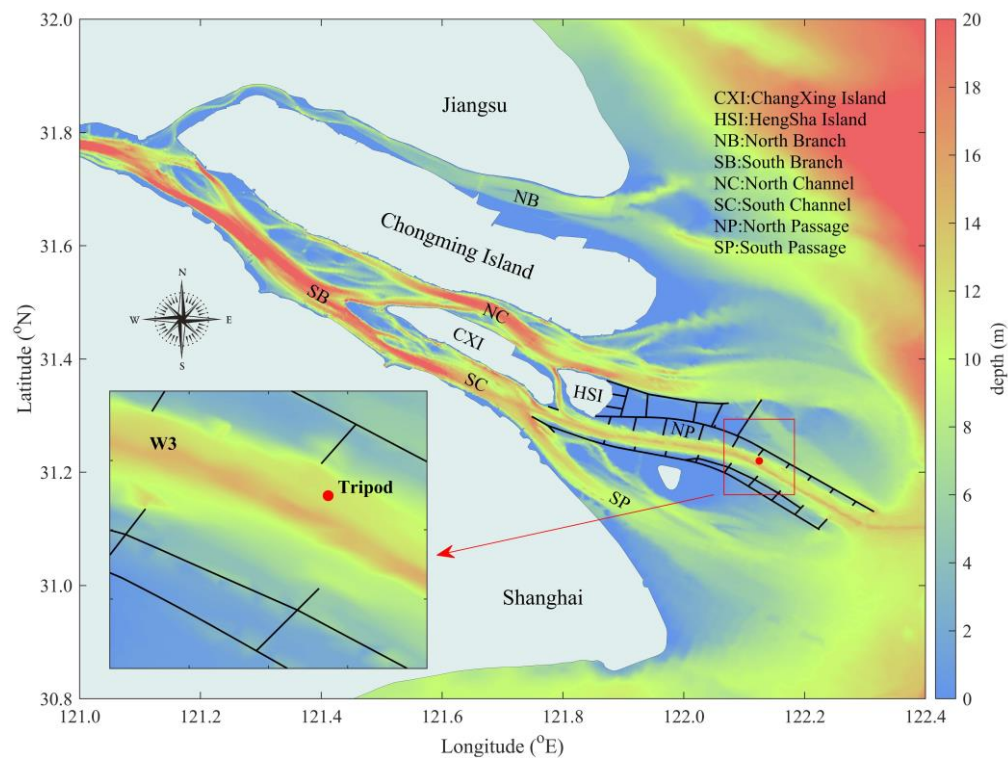 32.0
31.8
31.6
31.4
31.2
31.0
30.8
Latitude (°N)
121.0
121.2
121.4
121.6
121.8
122.0
122.2
122.4
Longitude (°E)
Jiangsu
CXI:ChangXing Island
HSI:HengSha Island
NB:North Branch
SB:South Branch
NC:North Channel
SC:South Channel
NP:North Passage
SP:South Passage
NB
Chongming Island
N
W
E
S
SB
NC
CXI
SC
HSI
NP
SP
W3
Tripod
Shanghai
20
18
16
14
12
10
8
6
4
2
0
depth (m)